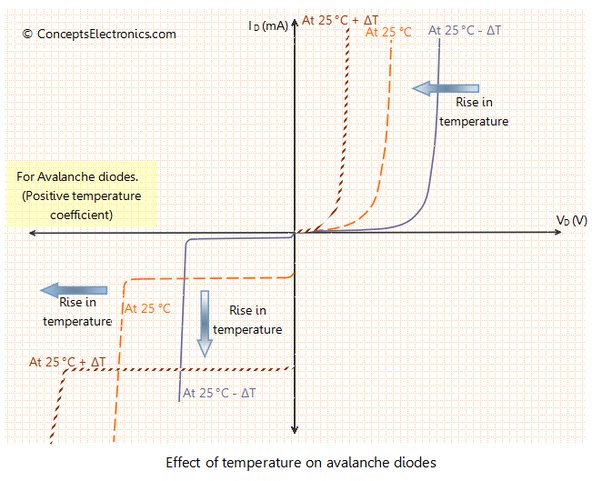 © ConceptsElectronics.com
I D (mA)
At 25 °C + ΔT
At 25 °C
At 25 °C - ΔT
Rise in
temperature
For Avalanche diodes.
(Positive temperature
coefficient)
VD (V)
Rise in
temperature
At 25 °C
Rise in
temperature
At 25 °C + ΔT
At 25 °C - ΔT
Effect of temperature on avalanche diodes